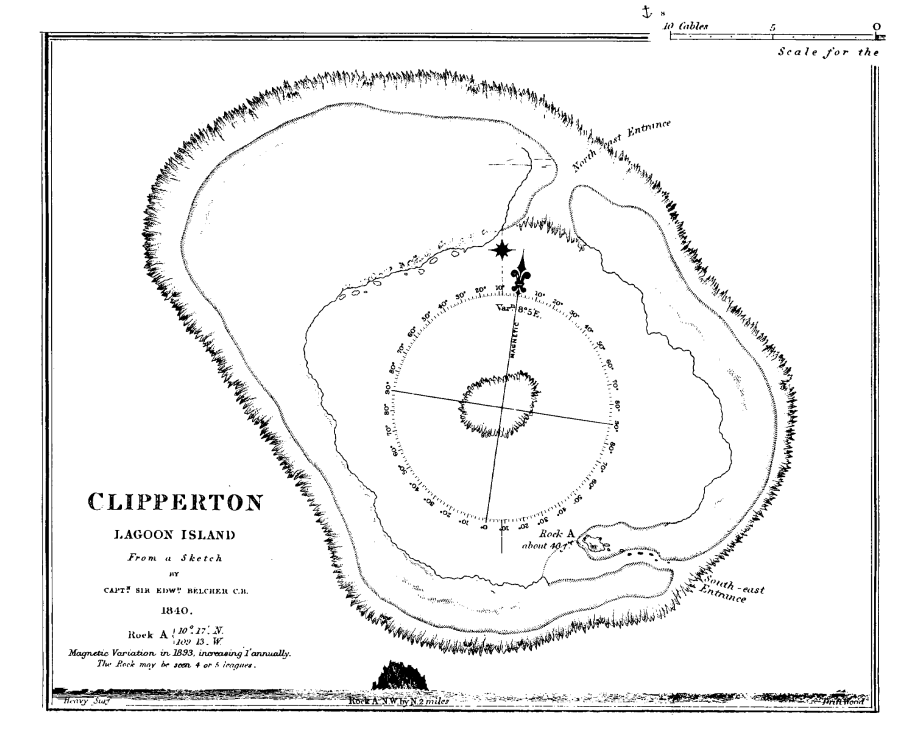 10 Cables 5 0
Scale for the
North east Entrance
Var.n 8°5'E.
MAGNETIC
Rock A
about 40 f.t
South-east
Entrance
CLIPPERTON
LAGOON ISLAND
From a Sketch
BY
CAPT.N SIR EDW.D BELCHER C.B.
1840.
Rock A 10°. 17'. N.
109 13. W.
Magnetic Variation in 1893, increasing 1' annually.
The Rock may be seen 4 or 5 leagues.
Heavy Surf
Rock A N.W. by N. 2 miles
Drift Wood